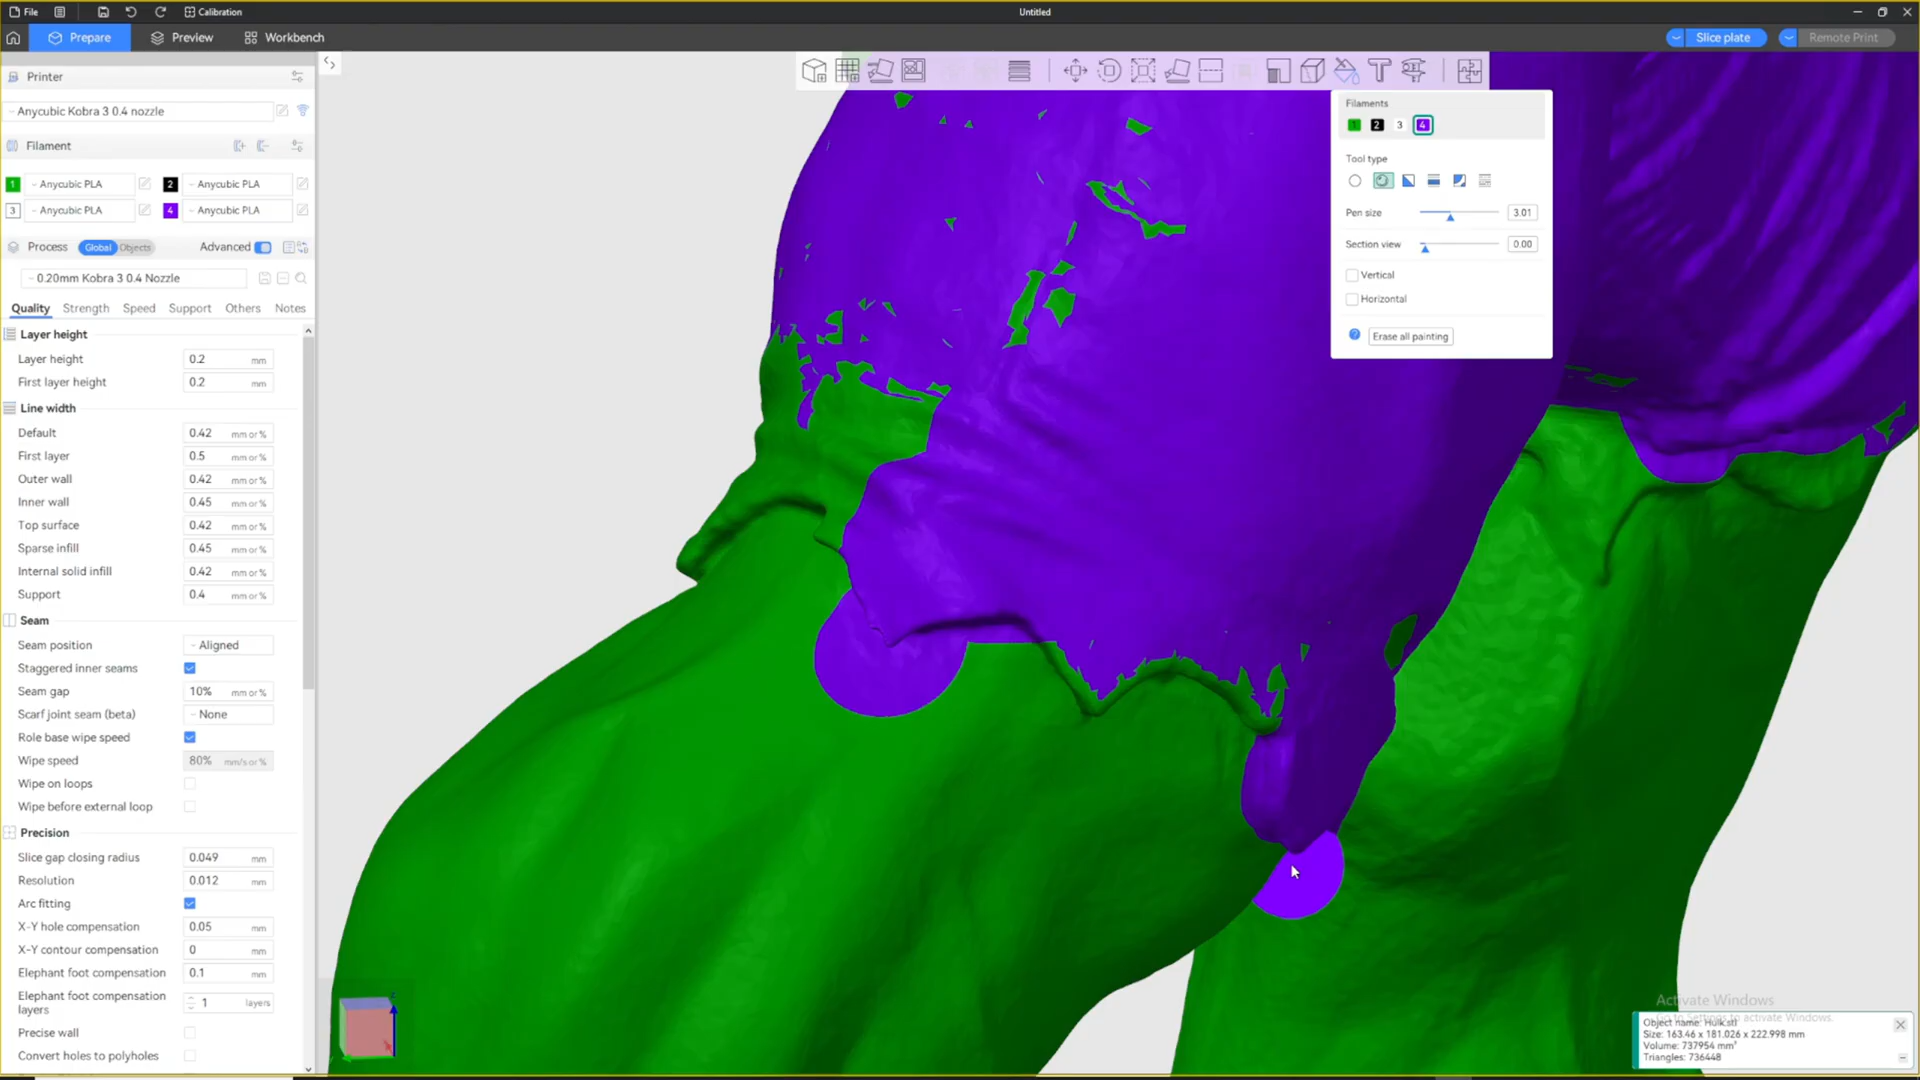 File
Calibration
Untitled
Prepare
Preview
Workbench
Slice plate
Remote Print
Printer
Anycubic Kobra 3 0.4 nozzle
Filament
1 Anycubic PLA
2 Anycubic PLA
3 Anycubic PLA
4 Anycubic PLA
Process Global Objects Advanced
0.20mm Kobra 3 0.4 Nozzle
Quality Strength Speed Support Others Notes
Layer height
Layer height 0.2 mm
First layer height 0.2 mm
Line width
Default 0.42 mm or %
First layer 0.5 mm or %
Outer wall 0.42 mm or %
Inner wall 0.45 mm or %
Top surface 0.42 mm or %
Sparse infill 0.45 mm or %
Internal solid infill 0.42 mm or %
Support 0.4 mm or %
Seam
Seam position Aligned
Staggered inner seams
Seam gap 10% mm or %
Scarf joint seam (beta) None
Role base wipe speed
Wipe speed 80% mm/s or %
Wipe on loops
Wipe before external loop
Precision
Slice gap closing radius 0.049 mm
Resolution 0.012 mm
Arc fitting
X-Y hole compensation 0.05 mm
X-Y contour compensation 0 mm
Elephant foot compensation 0.1 mm
Elephant foot compensation
layers 1 layers
Precise wall
Convert holes to polyholes
Filaments
1 2 3 4
Tool type
Pen size 3.01
Section view 0.00
Vertical
Horizontal
Erase all painting
Activate Windows
Go to Settings to activate Windows.
Object name: Hulk.stl
Size: 163.46 x 181.026 x 222.998 mm
Volume: 737954 mm³
Triangles: 736448